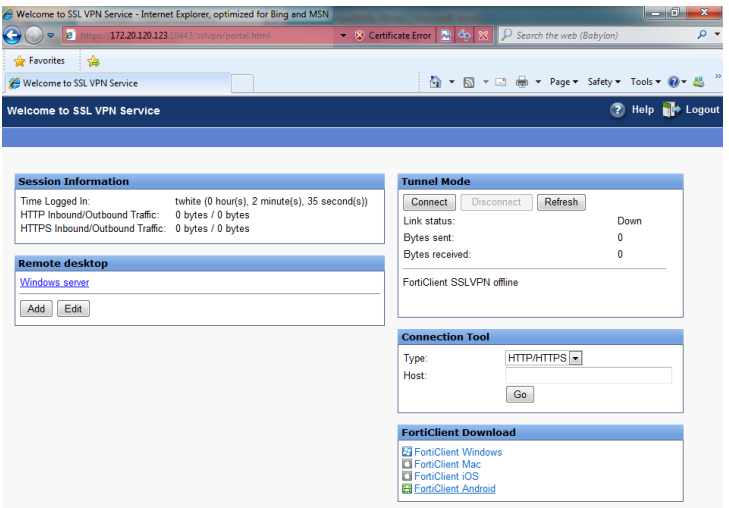 Welcome to SSL VPN Service - Internet Explorer, optimized for Bing and MSN
https://172.20.120.123:10443/sslvpn/portal.html
Certificate Error
Search the web (Babylon)
Favorites
Welcome to SSL VPN Service
Page
Safety
Tools
Welcome to SSL VPN Service
Help
Logout
Session Information
Time Logged In: twhite (0 hour(s), 2 minute(s), 35 second(s))
HTTP Inbound/Outbound Traffic: 0 bytes / 0 bytes
HTTPS Inbound/Outbound Traffic: 0 bytes / 0 bytes
Remote desktop
Windows server
Add Edit
Tunnel Mode
Connect Disconnect Refresh
Link status: Down
Bytes sent: 0
Bytes received: 0
FortiClient SSLVPN offline
Connection Tool
Type: HTTP/HTTPS
Host:
Go
FortiClient Download
FortiClient Windows
FortiClient Mac
FortiClient iOS
FortiClient Android